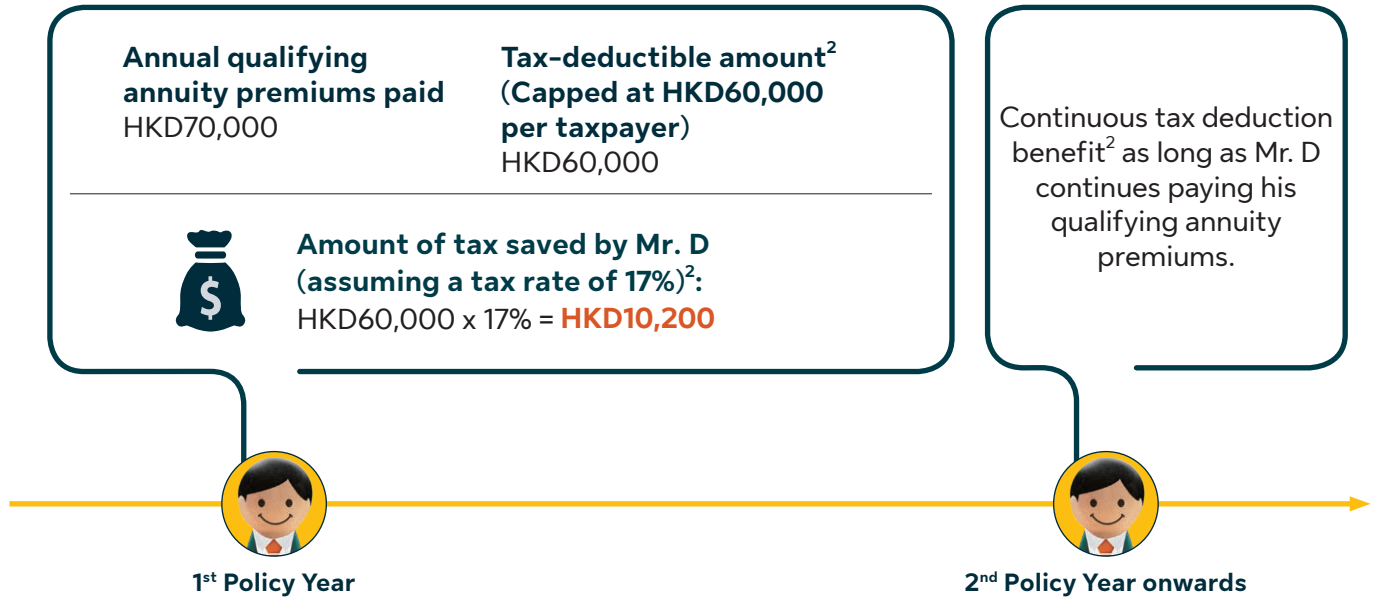 Annual qualifying
annuity premiums paid
HKD70,000
Tax-deductible amount²
(Capped at HKD60,000
per taxpayer)
HKD60,000
$
Amount of tax saved by Mr. D
(assuming a tax rate of 17%)²:
HKD60,000 x 17% = HKD10,200
Continuous tax deduction
benefit² as long as Mr. D
continues paying his
qualifying annuity
premiums.
1st Policy Year
2nd Policy Year onwards